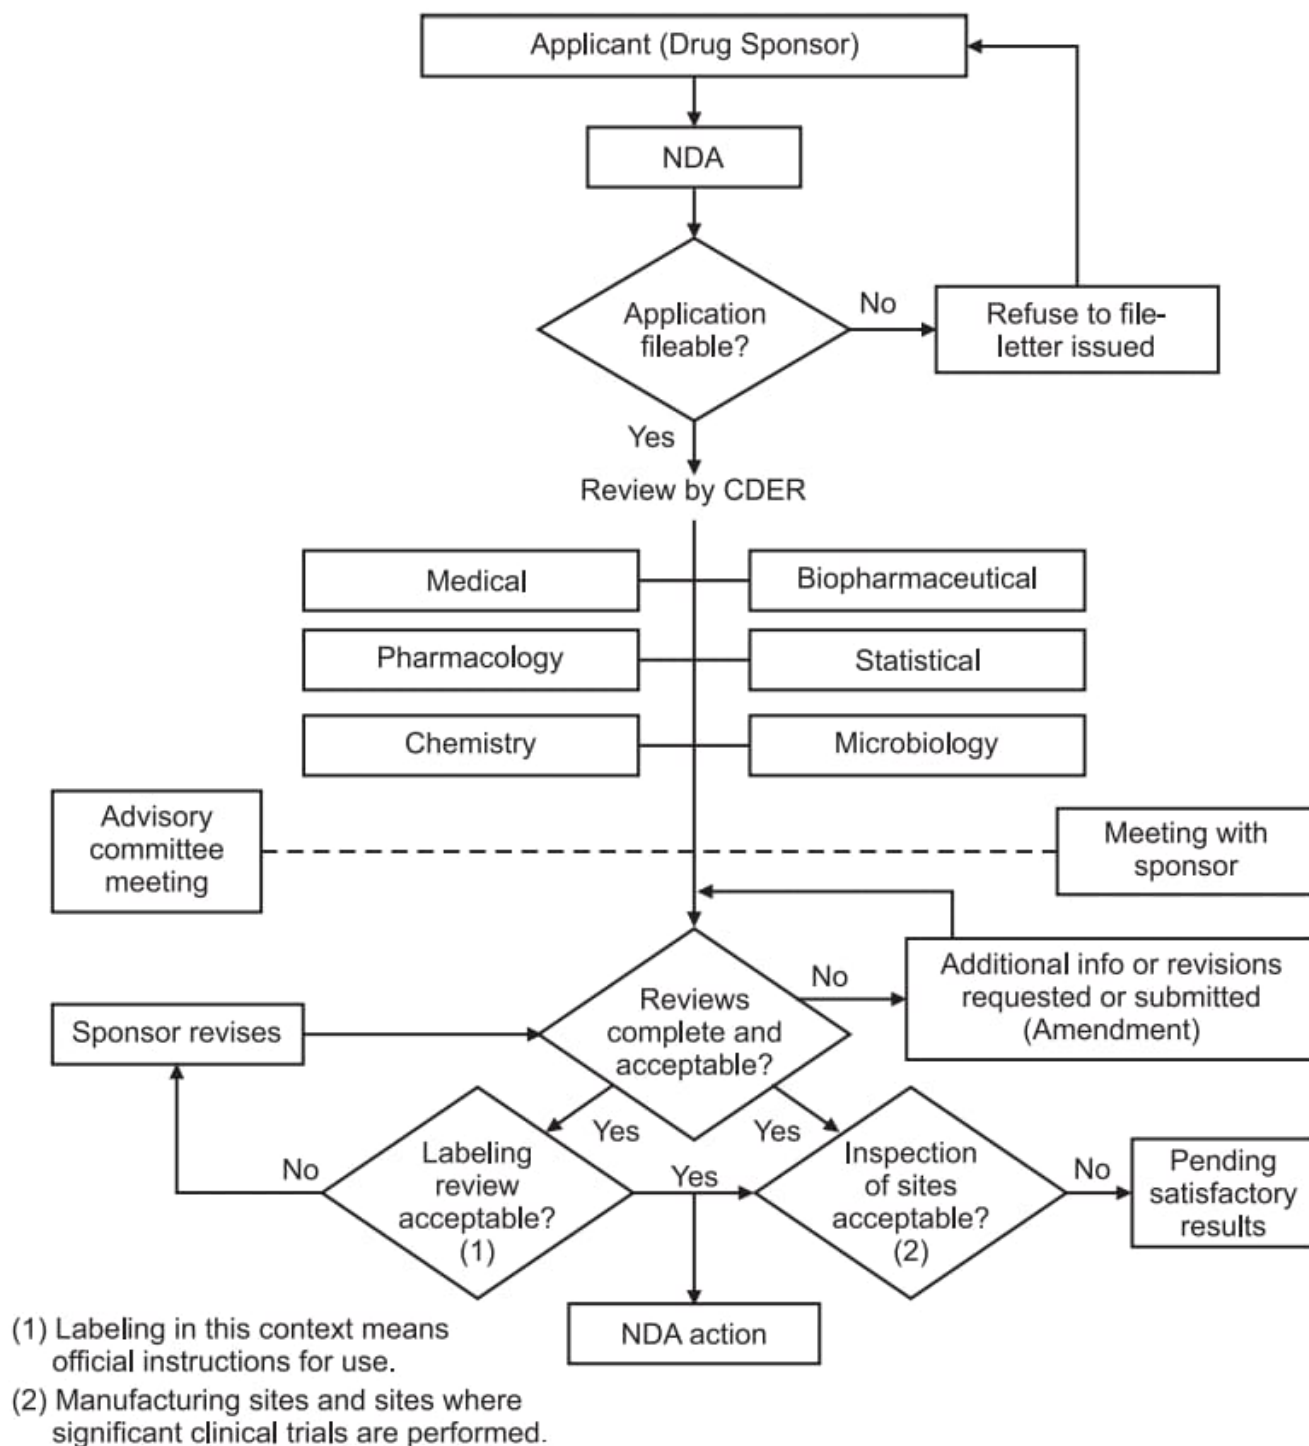 Applicant (Drug Sponsor)
NDA
Application
fileable?
No
Refuse to file-
letter issued
Yes
Review by CDER
Medical
Biopharmaceutical
Pharmacology
Statistical
Chemistry
Microbiology
Advisory
committee
meeting
Meeting with
sponsor
Reviews
complete and
acceptable?
No
Additional info or revisions
requested or submitted
(Amendment)
Sponsor revises
Yes
Yes
Labeling
review
acceptable?
(1)
No
Yes
Inspection
of sites
acceptable?
(2)
No
Pending
satisfactory
results
NDA action
(1) Labeling in this context means
official instructions for use.
(2) Manufacturing sites and sites where
significant clinical trials are performed.